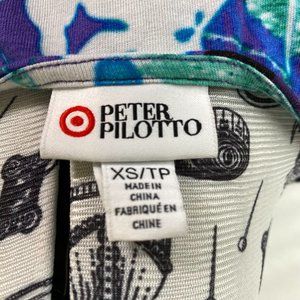 PETER
PILOTTO
XS/TP
MADE IN
CHINA
FABRIQUÉ EN
CHINE